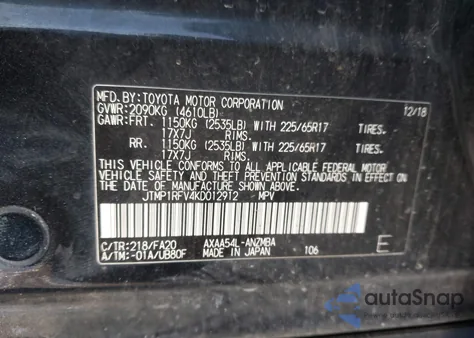 MFD. BY: TOYOTA MOTOR CORPORATION 12/18
GVWR: 2090KG (4610LB)
GAWR: FRT. 1150KG (2535LB) WITH 225/65R17 TIRES.
17X7J RIMS.
RR. 1150KG (2535LB) WITH 225/65R17 TIRES.
17X7J RIMS.
THIS VEHICLE CONFORMS TO ALL APPLICABLE FEDERAL MOTOR
VEHICLE SAFETY AND THEFT PREVENTION STANDARDS IN
EFFECT ON THE DATE OF MANUFACTURE SHOWN ABOVE.
JTMP1RFV4KD012912 MPV
C/TR: 218/FA20 AXAA54L-ANZMBA E
A/TM: -01A/UB80F MADE IN JAPAN 106
autoSnap